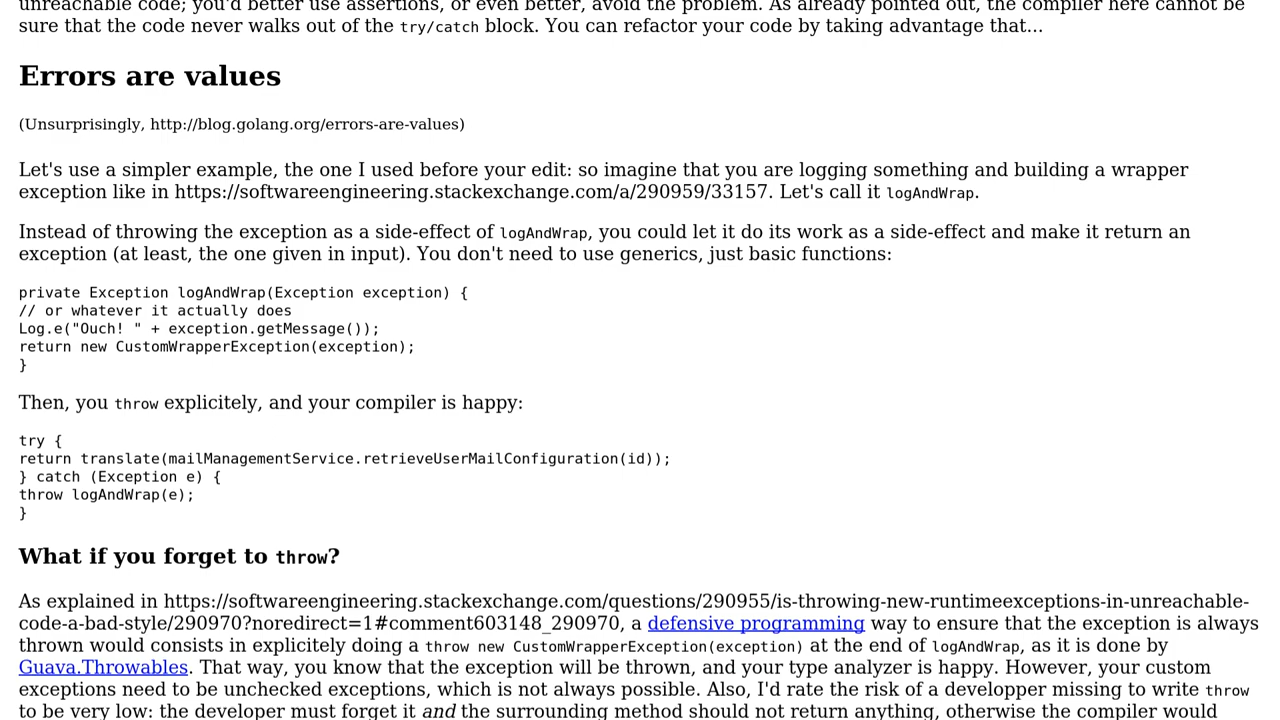 unreachable code; you'd better use assertions, or even better, avoid the problem. As already pointed out, the compiler here cannot be
sure that the code never walks out of the try/catch block. You can refactor your code by taking advantage that...
Errors are values
(Unsurprisingly, http://blog.golang.org/errors-are-values)
Let's use a simpler example, the one I used before your edit: so imagine that you are logging something and building a wrapper
exception like in https://softwareengineering.stackexchange.com/a/290959/33157. Let's call it logAndWrap.
Instead of throwing the exception as a side-effect of logAndWrap, you could let it do its work as a side-effect and make it return an
exception (at least, the one given in input). You don't need to use generics, just basic functions:
private Exception logAndWrap(Exception exception) {
// or whatever it actually does
Log.e("Ouch! " + exception.getMessage());
return new CustomWrapperException(exception);
}
Then, you throw explicitely, and your compiler is happy:
try {
return translate(mailManagementService.retrieveUserMailConfiguration(id));
} catch (Exception e) {
throw logAndWrap(e);
}
What if you forget to throw?
As explained in https://softwareengineering.stackexchange.com/questions/290955/is-throwing-new-runtimeexceptions-in-unreachable-
code-a-bad-style/290970?noredirect=1#comment603148_290970, a defensive programming way to ensure that the exception is always
thrown would consists in explicitely doing a throw new CustomWrapperException(exception) at the end of logAndWrap, as it is done by
Guava.Throwables. That way, you know that the exception will be thrown, and your type analyzer is happy. However, your custom
exceptions need to be unchecked exceptions, which is not always possible. Also, I'd rate the risk of a developper missing to write throw
to be very low: the developer must forget it and the surrounding method should not return anything, otherwise the compiler would